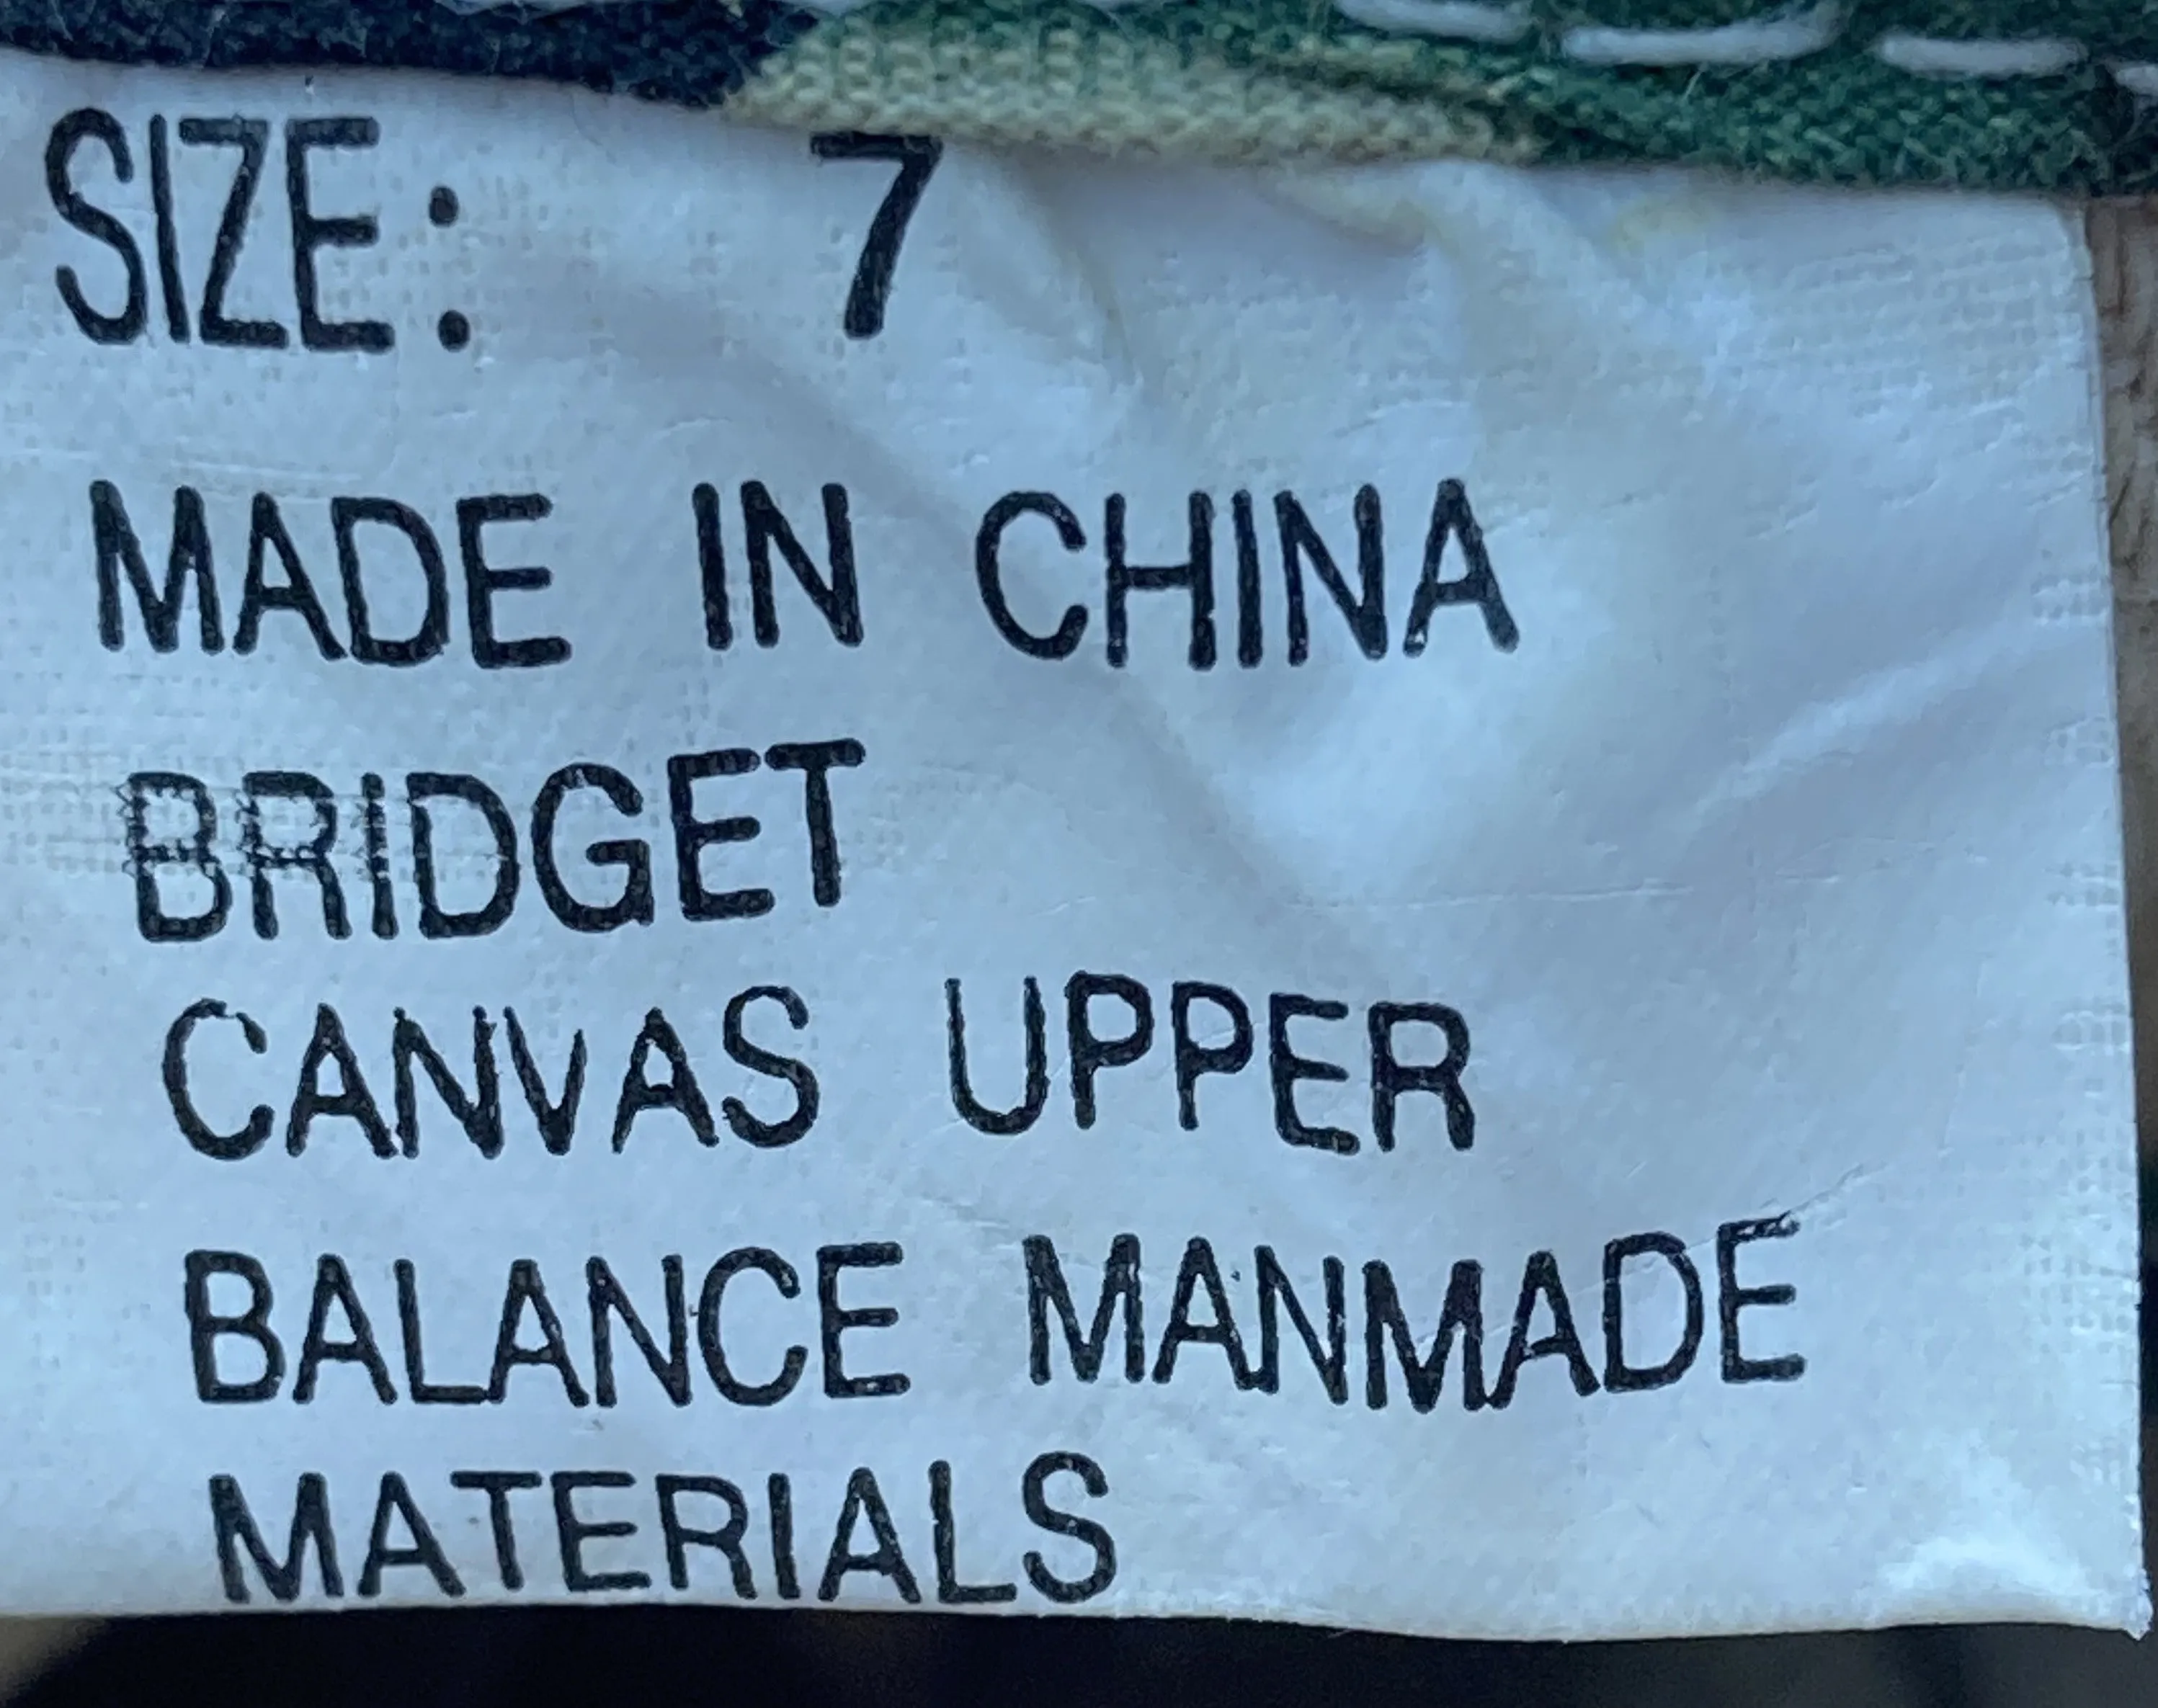 SIZE: 7
MADE IN CHINA
BRIDGET
CANVAS UPPER
BALANCE MANMADE
MATERIALS